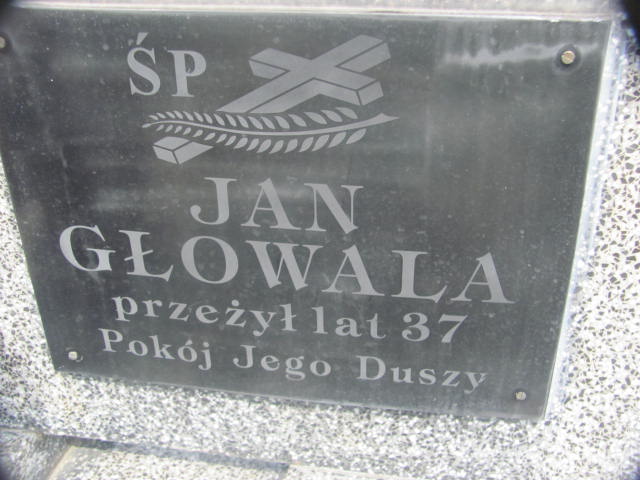 ŚP
JAN
GŁOWALA
przeżył lat 37
Pokój Jego Duszy